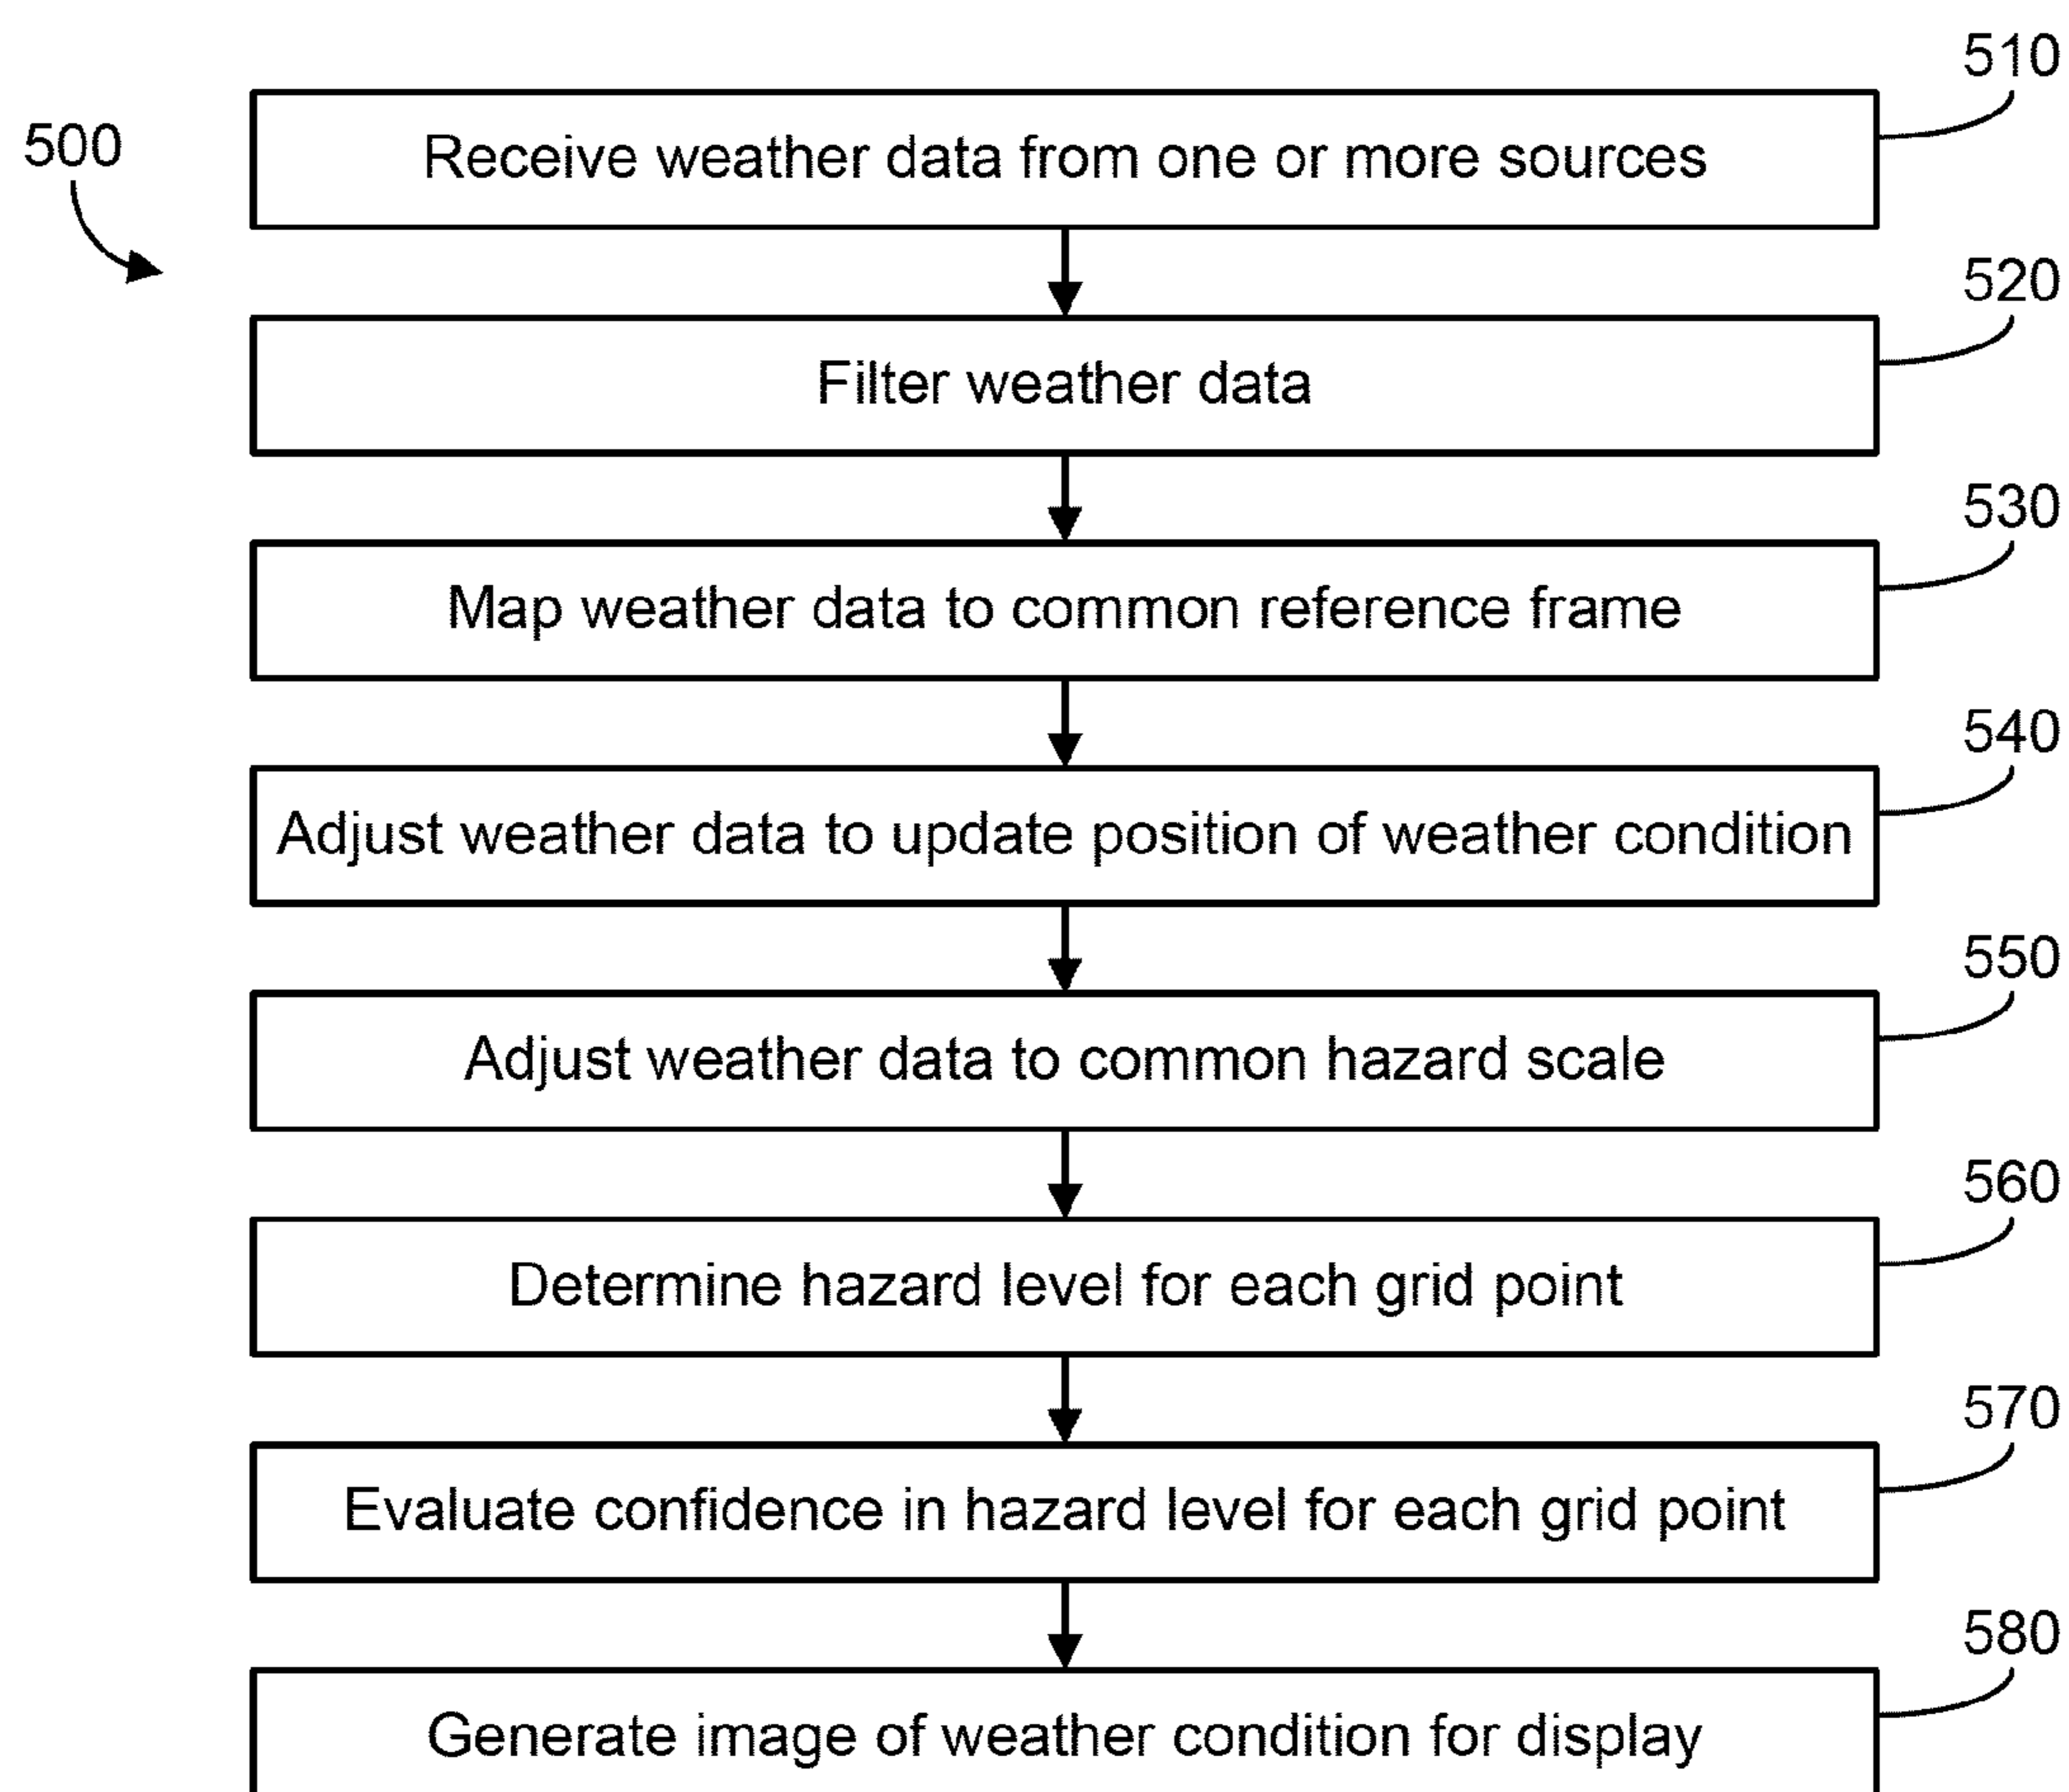 500
510
Receive weather data from one or more sources
520
Filter weather data
530
Map weather data to common reference frame
540
Adjust weather data to update position of weather condition
550
Adjust weather data to common hazard scale
560
Determine hazard level for each grid point
570
Evaluate confidence in hazard level for each grid point
580
Generate image of weather condition for display